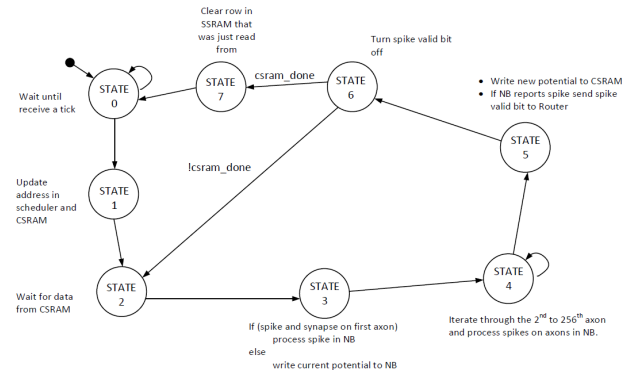 Clear row in
SSRAM that
was just read
from
Turn spike valid bit
off
csram_done
STATE
0
STATE
7
STATE
6
• Write new potential to CSRAM
• If NB reports spike send spike
valid bit to Router
Wait until
receive a tick
STATE
5
!csram_done
Update
address in
scheduler and
CSRAM
STATE
1
STATE
4
Wait for data
from CSRAM
STATE
2
STATE
3
If (spike and synapse on first axon)
process spike in NB
else
write current potential to NB
Iterate through the 2nd to 256th axon
and process spikes on axons in NB.